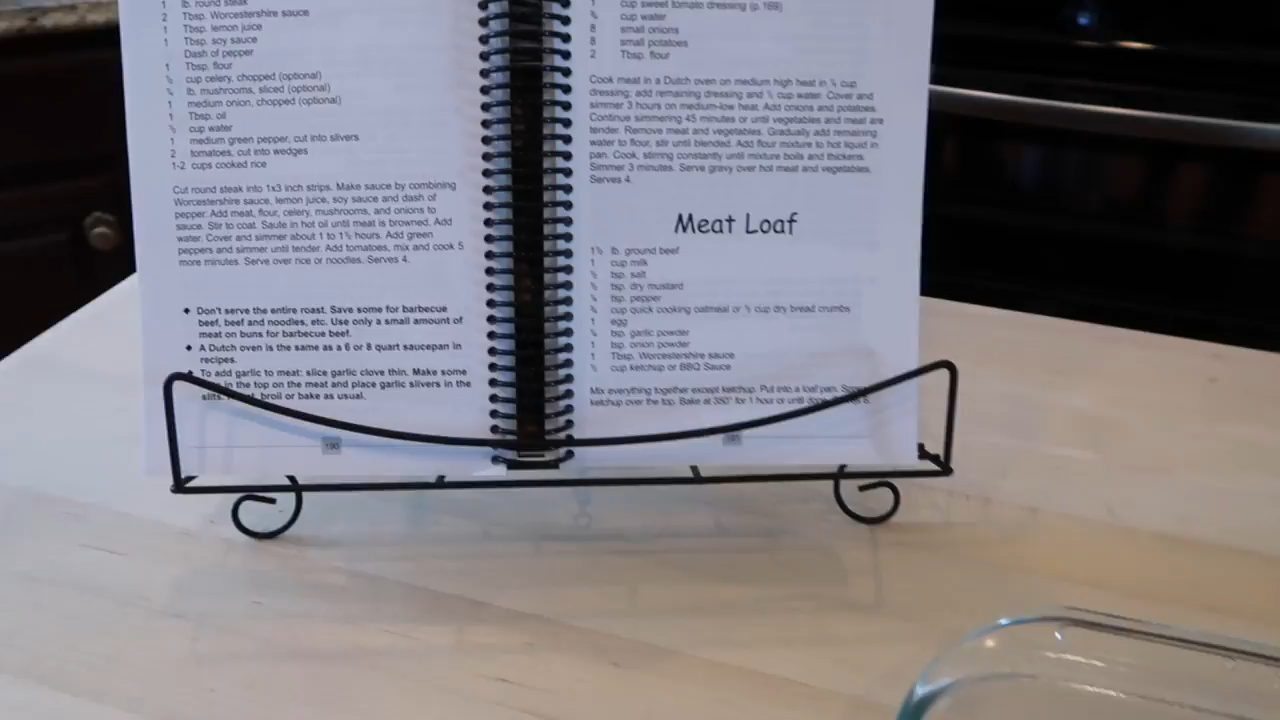 1 lb. round steak
2 Tbsp. Worcestershire sauce
1 Tbsp. lemon juice
1 Tbsp. soy sauce
Dash of pepper
1 Tbsp. flour
½ cup celery, chopped (optional)
¼ lb. mushrooms, sliced (optional)
1 medium onion, chopped (optional)
1 Tbsp. oil
½ cup water
1 medium green pepper, cut into slivers
2 tomatoes, cut into wedges
1-2 cups cooked rice
Cut round steak into 1x3 inch strips. Make sauce by combining
Worcestershire sauce, lemon juice, soy sauce and dash of
pepper. Add meat, flour, celery, mushrooms, and onions to
sauce. Stir to coat. Saute in hot oil until meat is browned. Add
water. Cover and simmer about 1 to 1½ hours. Add green
peppers and simmer until tender. Add tomatoes, mix and cook 5
more minutes. Serve over rice or noodles. Serves 4.
Don't serve the entire roast. Save some for barbecue
beef, beef and noodles, etc. Use only a small amount of
meat on buns for barbecue beef.
A Dutch oven is the same as a 6 or 8 quart saucepan in
recipes.
To add garlic to meat: slice garlic clove thin. Make some
in the top on the meat and place garlic slivers in the
slits. broil or bake as usual.
190
1 cup sweet tomato dressing (p.169)
¾ cup water
8 small onions
8 small potatoes
2 Tbsp. flour
Cook meat in a Dutch oven on medium high heat in ¼ cup
dressing; add remaining dressing and ½ cup water. Cover and
simmer 3 hours on medium-low heat. Add onions and potatoes.
Continue simmering 45 minutes or until vegetables and meat are
tender. Remove meat and vegetables. Gradually add remaining
water to flour, stir until blended. Add flour mixture to hot liquid in
pan. Cook, stirring constantly until mixture boils and thickens.
Simmer 3 minutes. Serve gravy over hot meat and vegetables.
Serves 4.
Meat Loaf
1½ lb. ground beef
1 cup milk
½ tsp. salt
½ tsp. dry mustard
¼ tsp. pepper
¾ cup quick cooking oatmeal or ½ cup dry bread crumbs
1 egg
¼ tsp. garlic powder
1 tsp. onion powder
1 Tbsp. Worcestershire sauce
½ cup ketchup or BBQ Sauce
Mix everything together except ketchup. Put into a loaf pan.
ketchup over the top. Bake at 350° for 1 hour or until done.